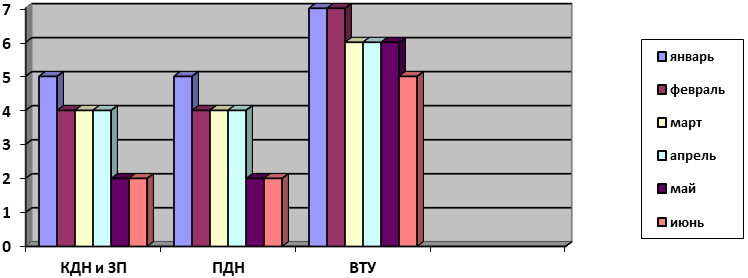 7
6
5
4
3
2
1
0
КДН и ЗП ПДН ВТУ
январь
февраль
март
апрель
май
июнь